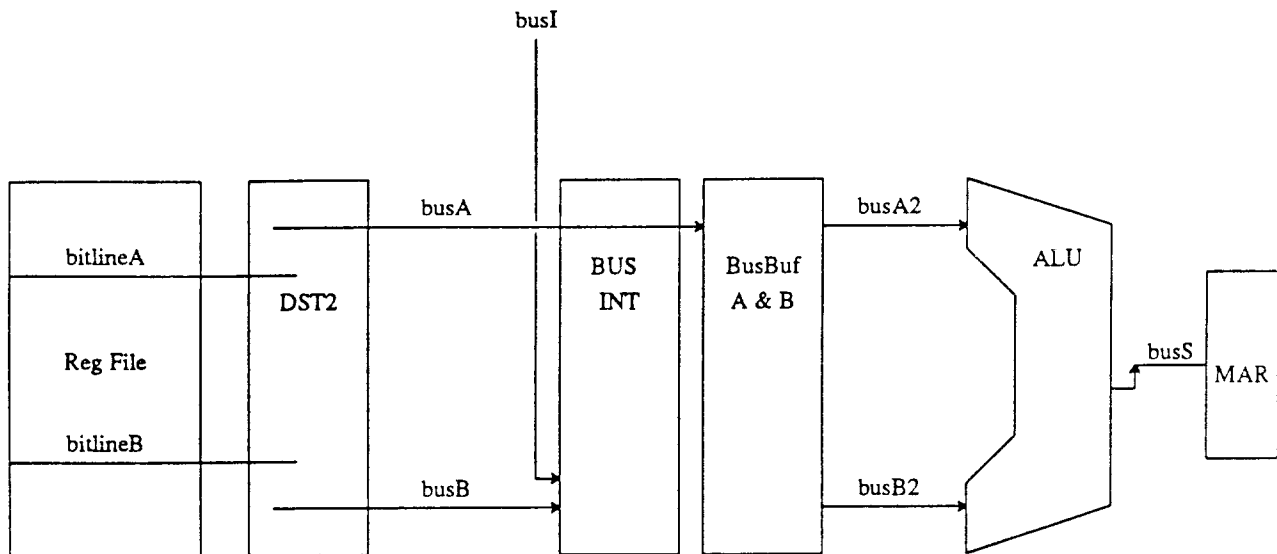 busI
busA
busA2
bitlineA
BUS
INT
BusBuf
A & B
ALU
DST2
Reg File
busS
MAR
bitlineB
busB
busB2